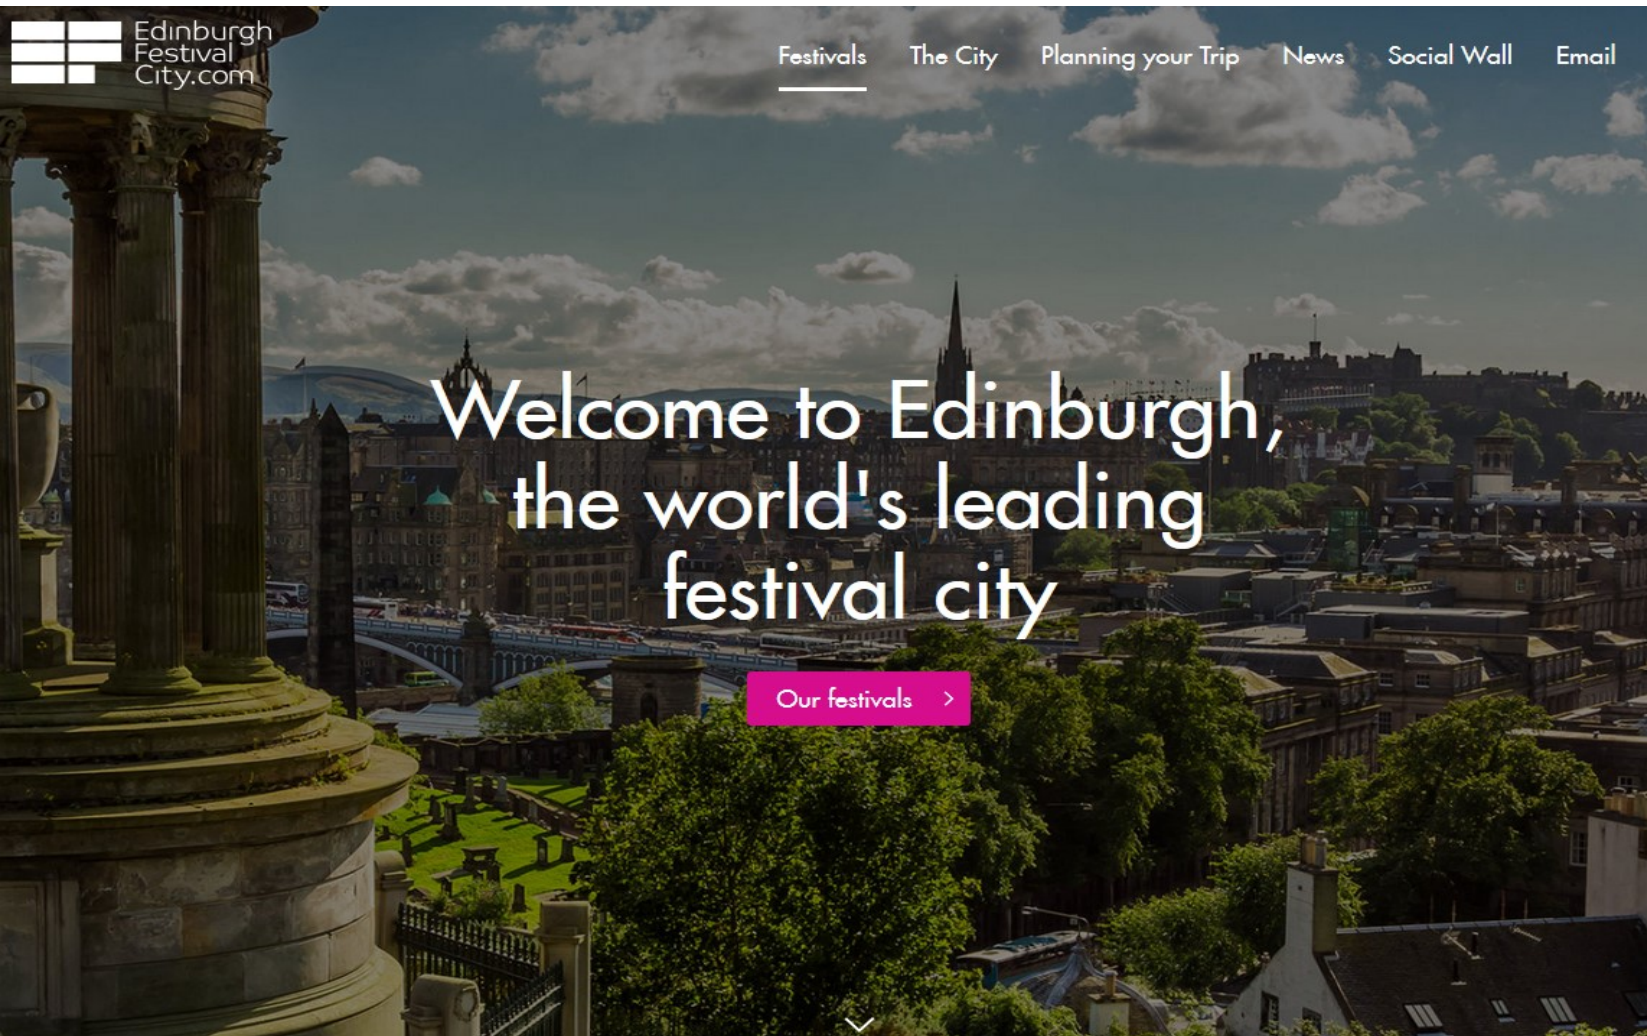 Edinburgh
Festival
City.com
Festivals
The City
Planning your Trip
News
Social Wall
Email
Welcome to Edinburgh,
the world's leading
festival city
Our festivals